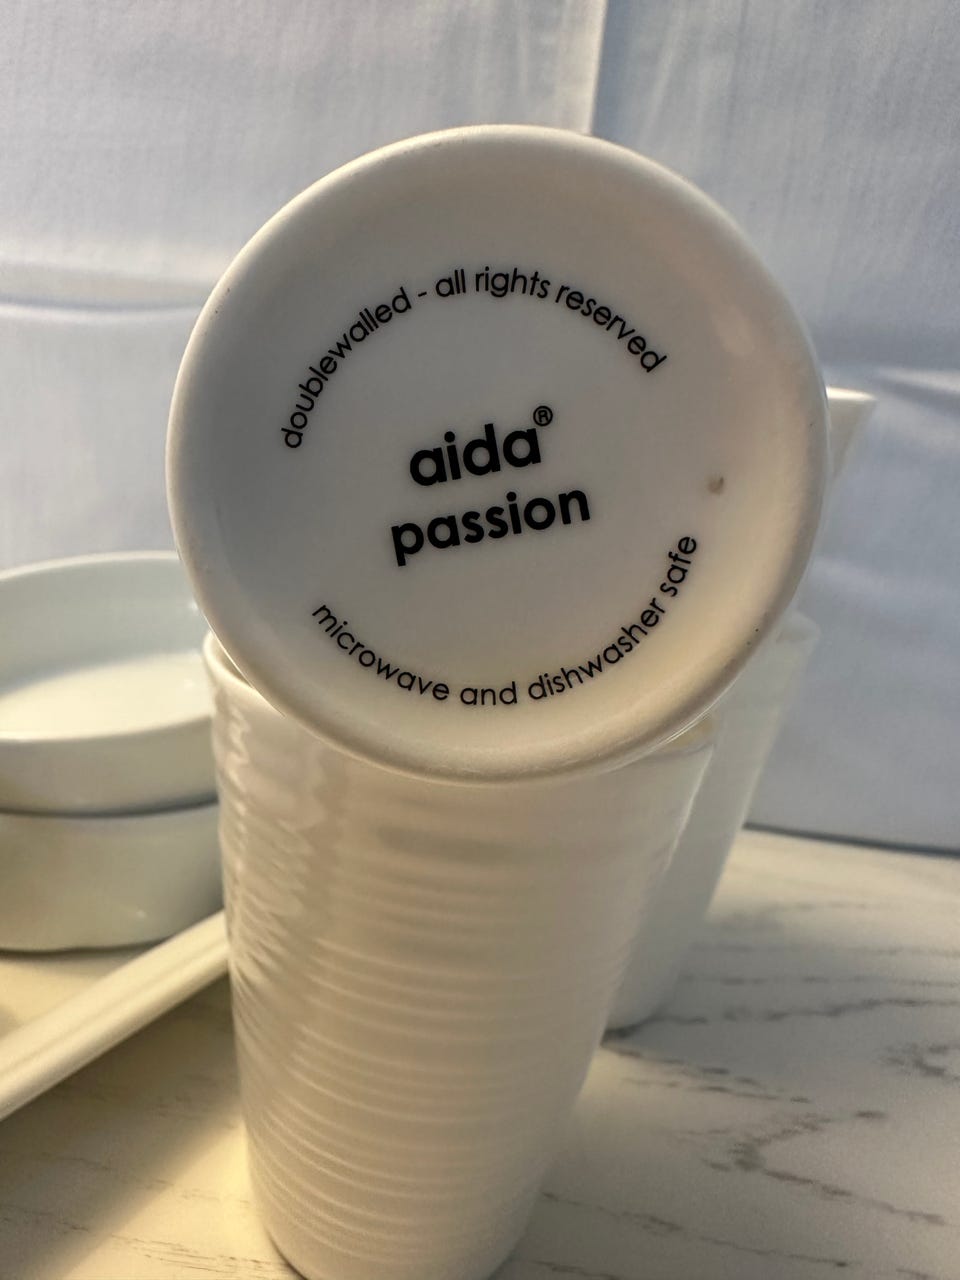 doublewalled - all rights reserved
aida®
passion
microwave and dishwasher safe